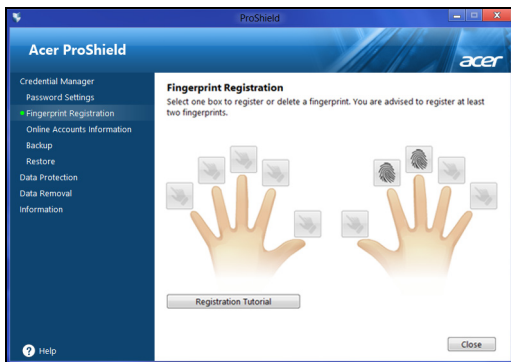 ProShield
Acer ProShield
acer
Credential Manager
Password Settings
Fingerprint Registration
Online Accounts Information
Backup
Restore
Data Protection
Data Removal
Information
Fingerprint Registration
Select one box to register or delete a fingerprint. You are advised to register at least
two fingerprints.
Registration Tutorial
? Help
Close